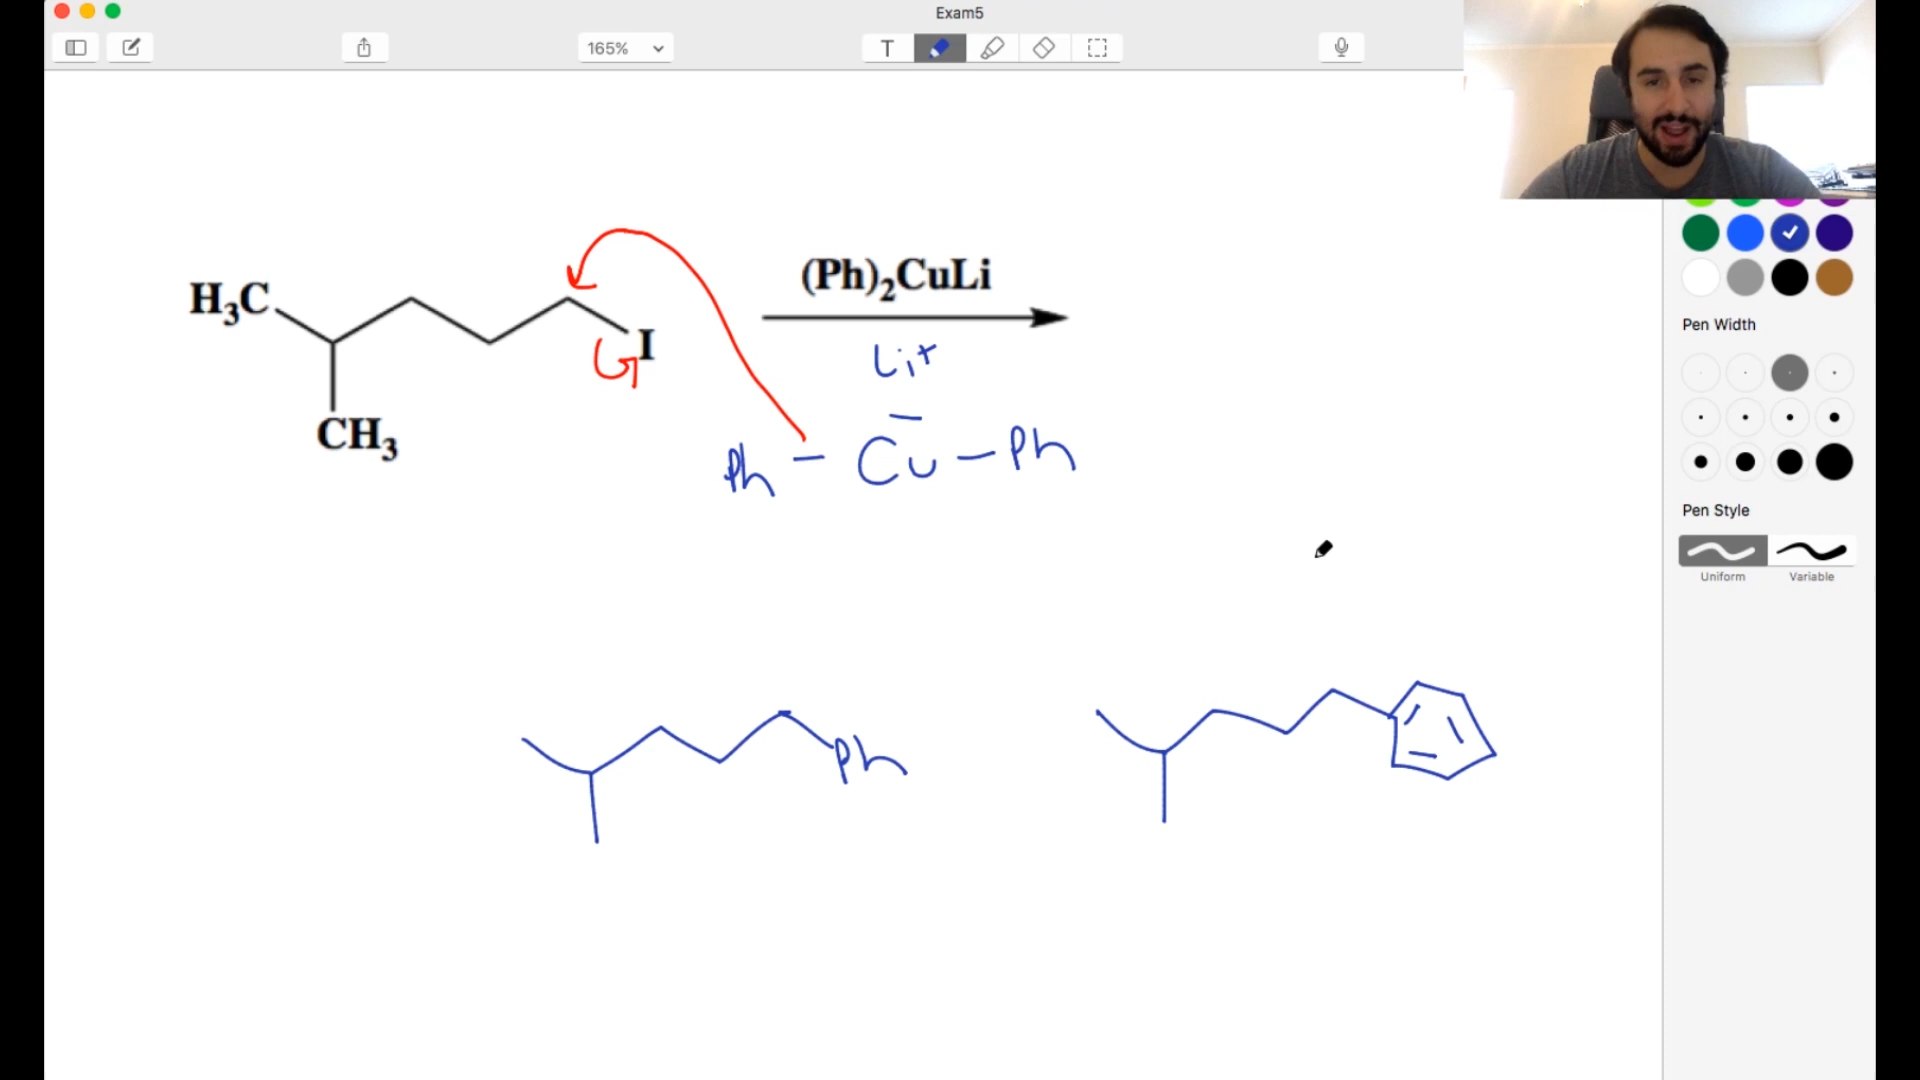 Exam5
165%
T
(Ph)₂CuLi
H₃C
I
Li+
CH₃
Ph – Cu – Ph
Ph
Pen Width
Pen Style
Uniform Variable